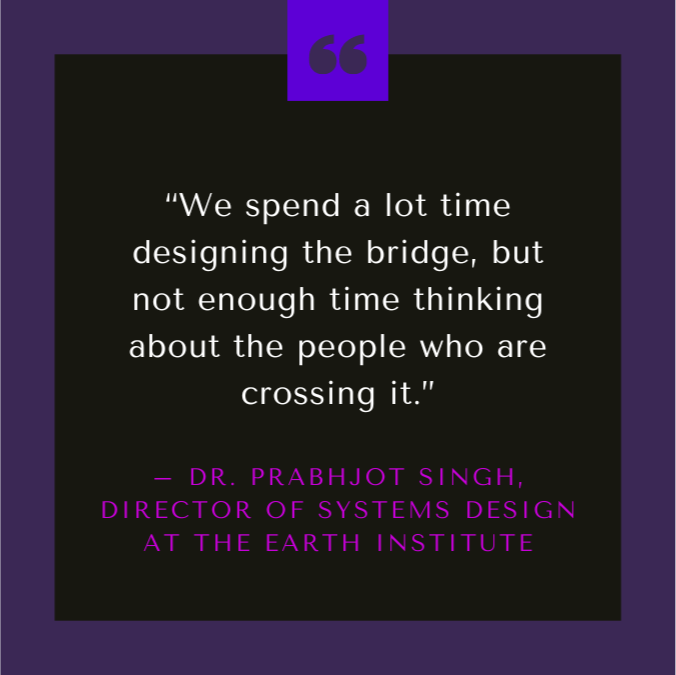 “We spend a lot time
designing the bridge, but
not enough time thinking
about the people who are
crossing it.”
– DR. PRABHJOT SINGH,
DIRECTOR OF SYSTEMS DESIGN
AT THE EARTH INSTITUTE